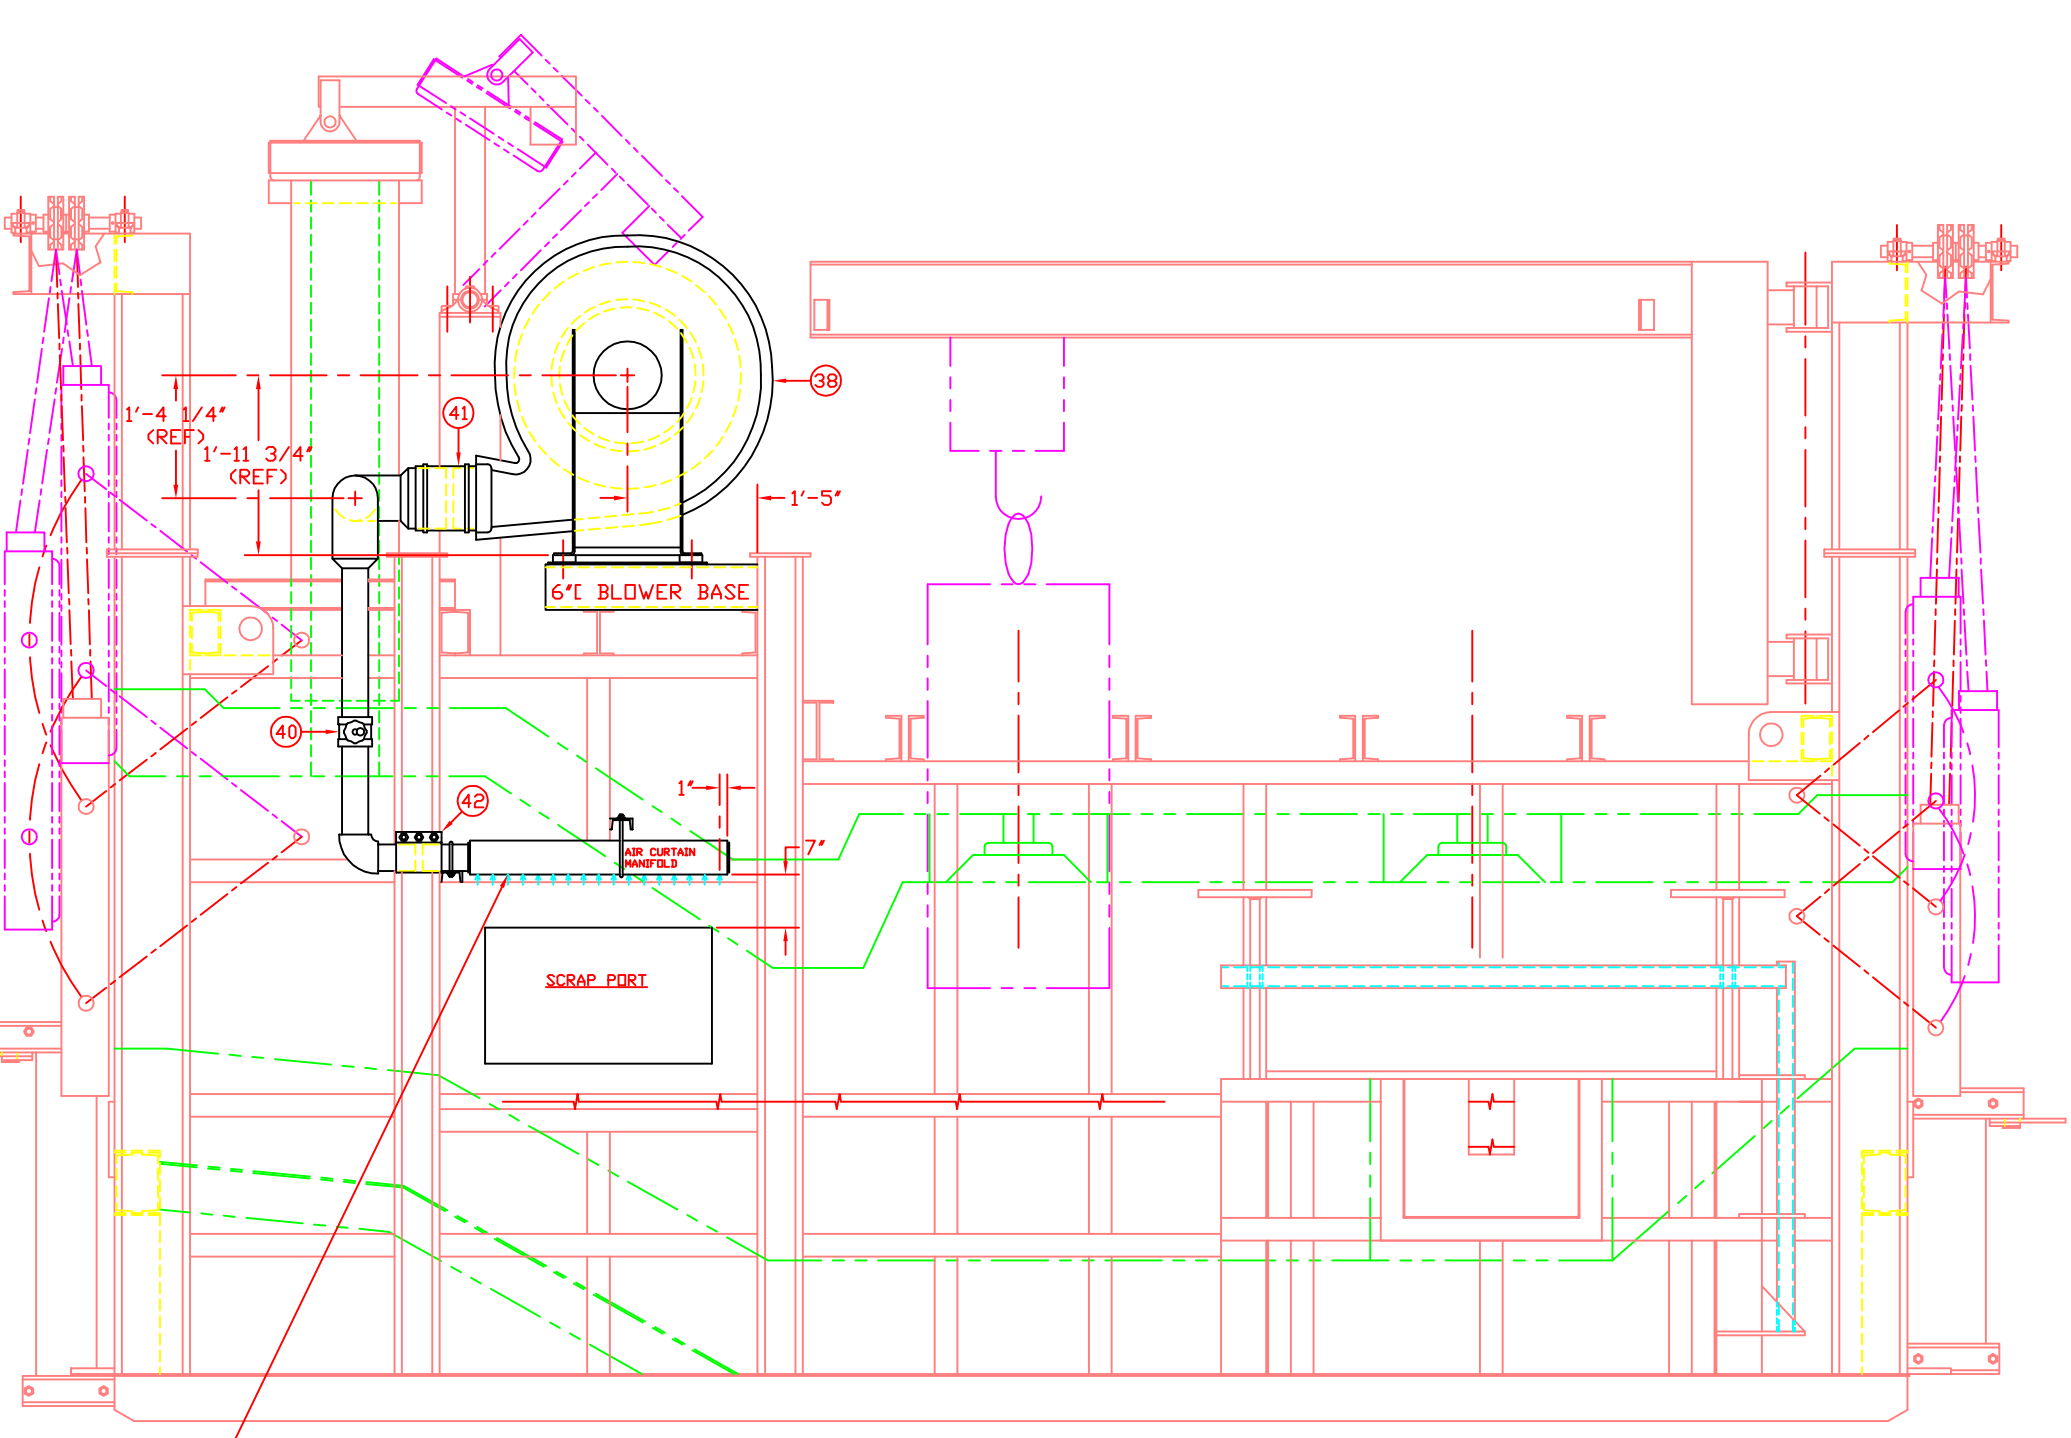 38
1'-4 1/4"
(REF)
41
1'-11 3/4"
(REF)
1'-5"
6"[ BLOWER BASE
40
1"
42
7"
AIR CURTAIN
MANIFOLD
SCRAP PORT